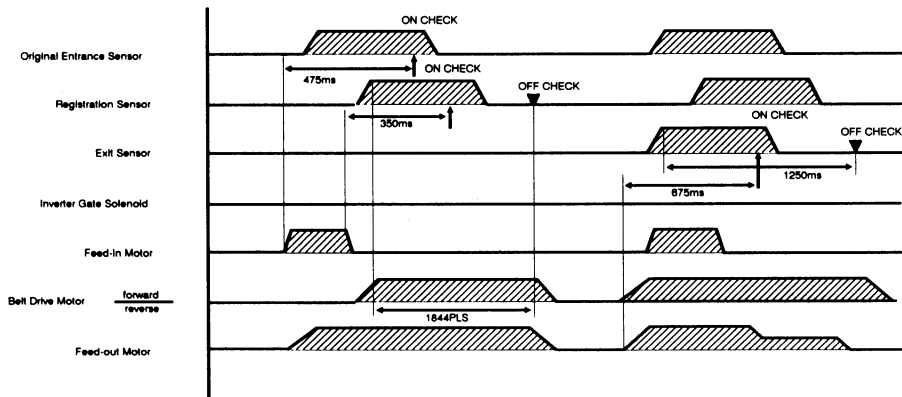 ON CHECK
Original Entrance Sensor
475ms
ON CHECK
Registration Sensor
OFF CHECK
350ms
ON CHECK
Exit Sensor
OFF CHECK
1250ms
675ms
Inverter Gate Solenoid
Feed-In Motor
Belt Drive Motor forward
reverse
1844PLS
Feed-out Motor